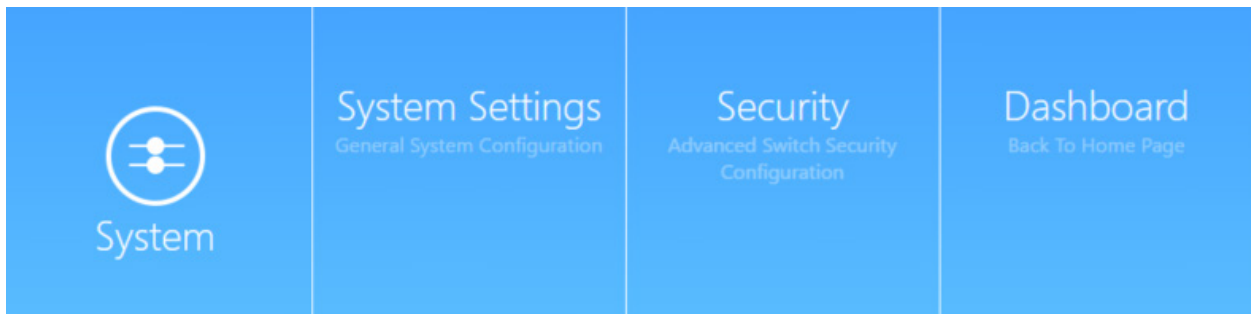 System
System Settings
General System Configuration
Security
Advanced Switch Security
Configuration
Dashboard
Back To Home Page